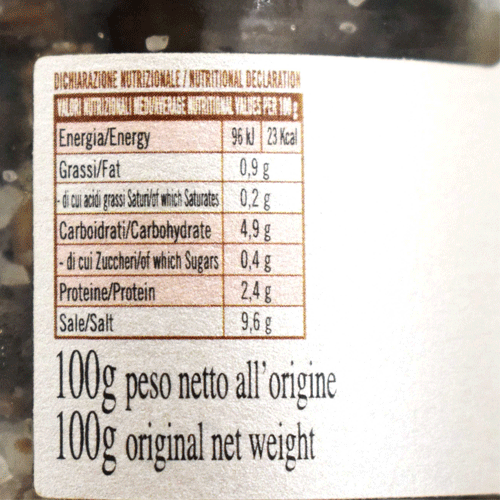 DICHIARAZIONE NUTRIZIONALE / NUTRITIONAL DECLARATION
VALORI NUTRIZIONALI MEDI/AVERAGE NUTRITIONAL VALUES PER 100 g
Energia/Energy 96 kJ 23 Kcal
Grassi/Fat 0,9 g
- di cui acidi grassi Saturi/of which Saturates 0,2 g
Carboidrati/Carbohydrate 4,9 g
- di cui Zuccheri/of which Sugars 0,4 g
Proteine/Protein 2,4 g
Sale/Salt 9,6 g
100g peso netto all'origine
100g original net weight